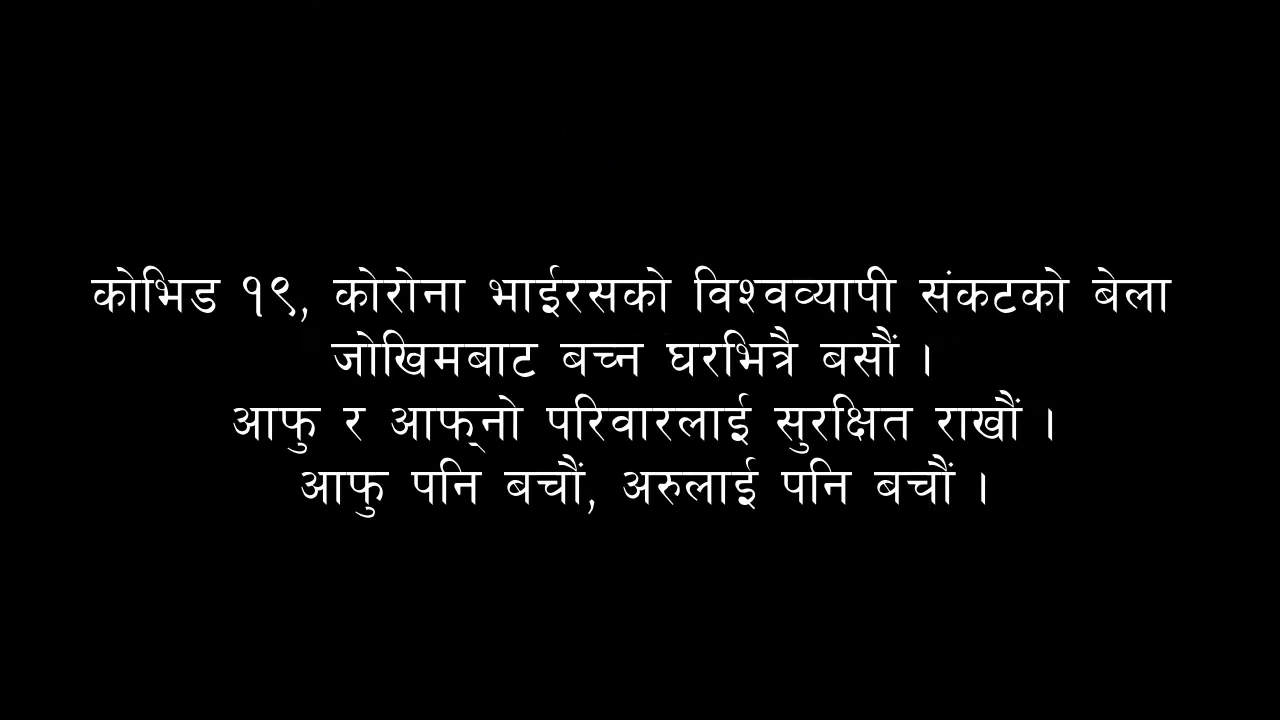 कोभिड १९, कोरोना भाईरसको विश्वव्यापी संकटको बेला
जोखिमबाट बच्न घरभित्रै बसौं ।
आफु र आफ्‌नो परिवारलाई सुरक्षित राखौं ।
आफु पनि बचौं, अरुलाई पनि बचौं ।